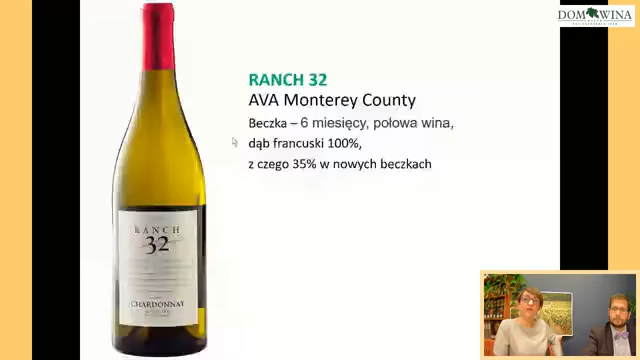 DOM WINA
RANCH 32
AVA Monterey County
Beczka – 6 miesięcy, połowa wina,
dąb francuski 100%,
z czego 35% w nowych beczkach
RANCH
32
CHARDONNAY